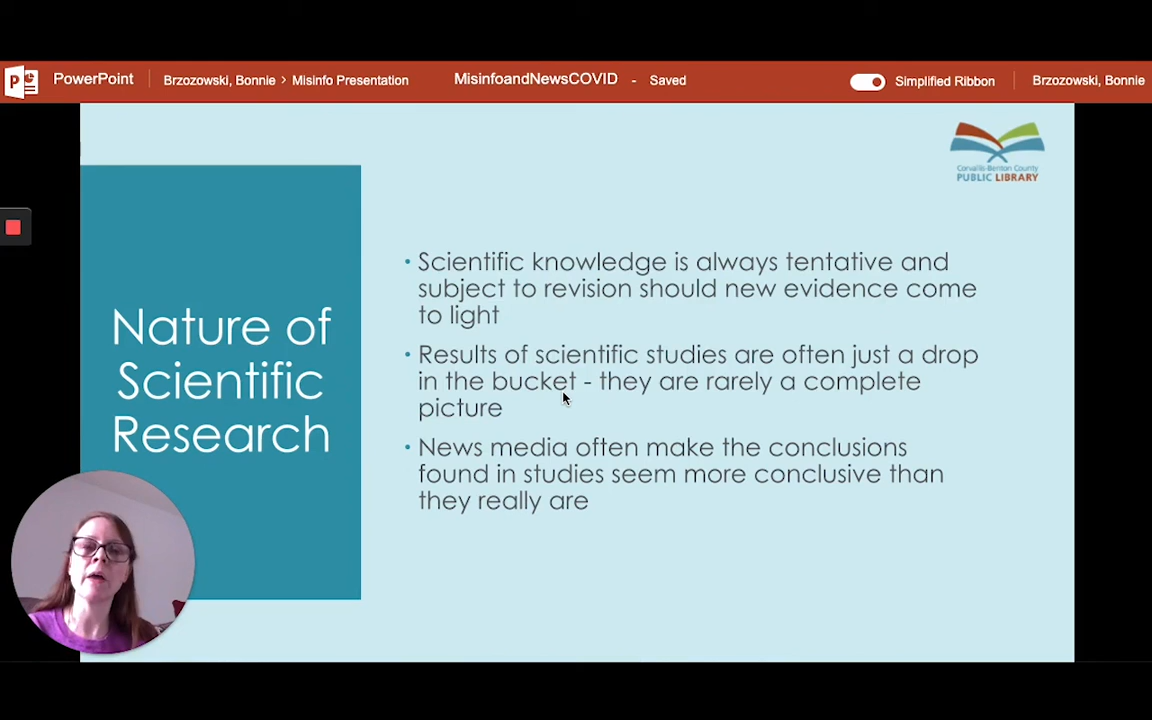 PowerPoint Brzozowski, Bonnie > Misinfo Presentation MisinfoandNewsCOVID - Saved Simplified Ribbon Brzozowski, Bonnie
Corvallis-Benton County
PUBLIC LIBRARY
Nature of
Scientific
Research
• Scientific knowledge is always tentative and
subject to revision should new evidence come
to light
• Results of scientific studies are often just a drop
in the bucket - they are rarely a complete
picture
• News media often make the conclusions
found in studies seem more conclusive than
they really are